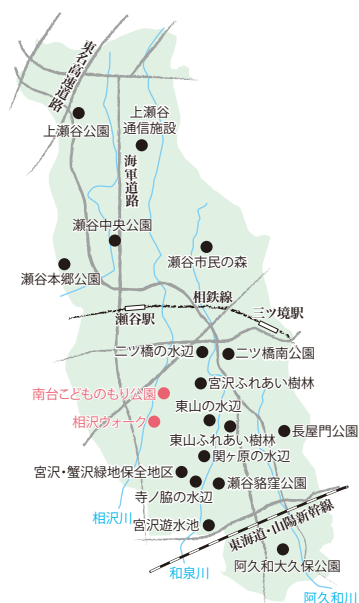 東名高速道路
上瀬谷公園
上瀬谷
通信施設
海軍道路
瀬谷中央公園
瀬谷市民の森
瀬谷本郷公園
相鉄線
瀬谷駅
三ツ境駅
二ツ橋の水辺
二ツ橋南公園
宮沢ふれあい樹林
南台こどものもり公園
東山の水辺
相沢ウォーク
長屋門公園
東山ふれあい樹林
関ヶ原の水辺
宮沢・蟹沢緑地保全地区
瀬谷貉窪公園
寺ノ脇の水辺
相沢川
宮沢遊水池
東海道・山陽新幹線
阿久和大久保公園
和泉川
阿久和川